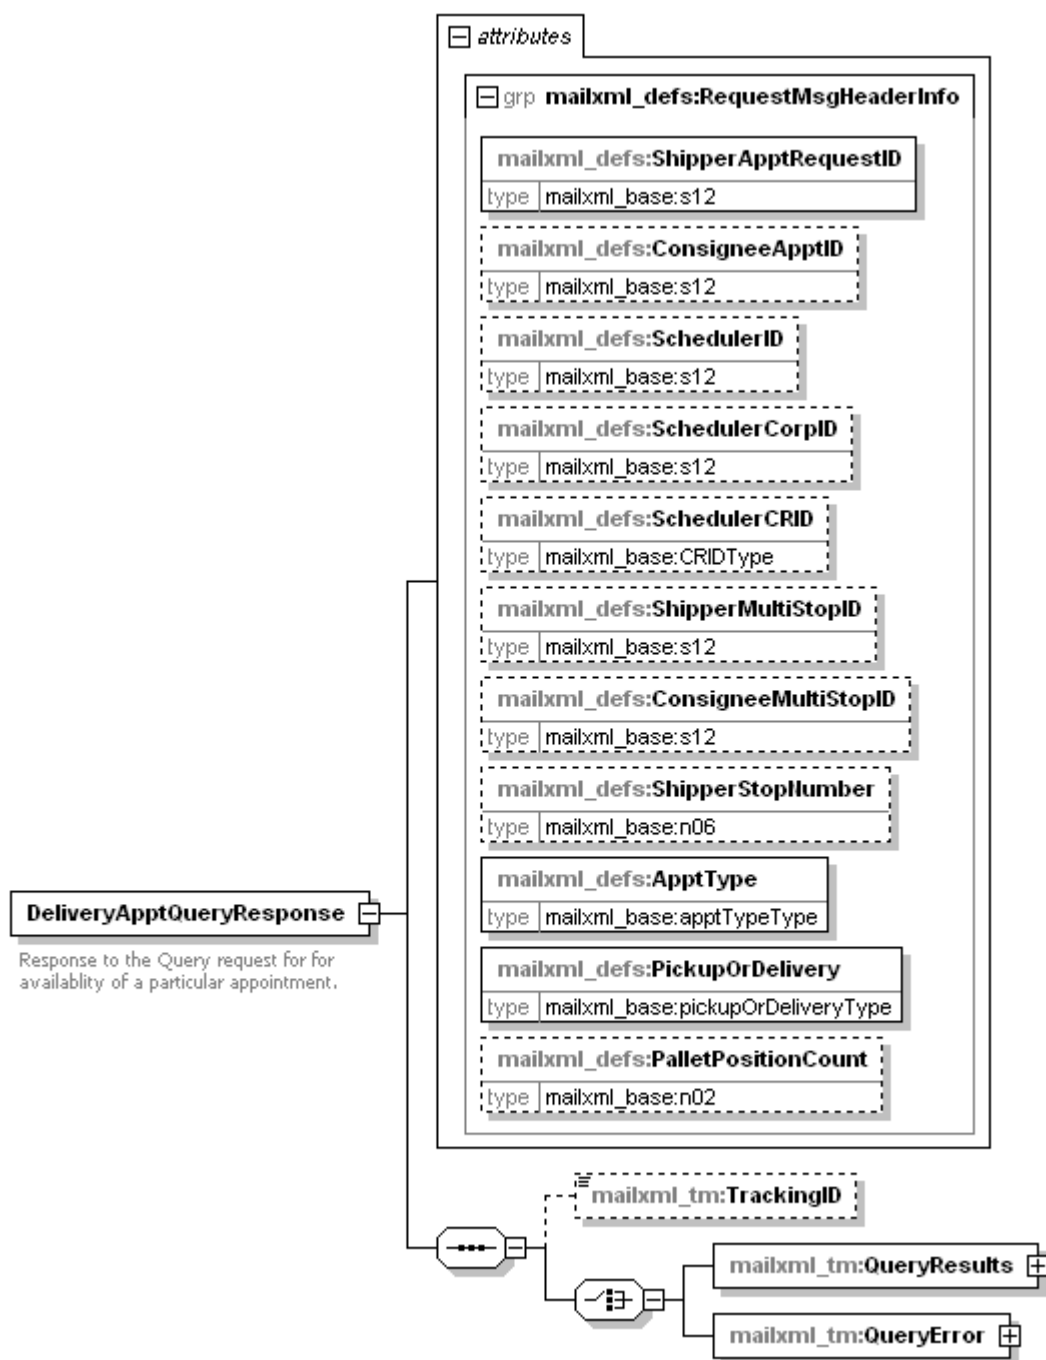 attributes
grp mailxml_defs:RequestMsgHeaderInfo
mailxml_defs:ShipperApptRequestID
type mailxml_base:s12
mailxml_defs:ConsigneeApptID
type mailxml_base:s12
mailxml_defs:SchedulerID
type mailxml_base:s12
mailxml_defs:SchedulerCorpID
type mailxml_base:s12
mailxml_defs:SchedulerCRID
type mailxml_base:CRIDType
mailxml_defs:ShipperMultiStopID
type mailxml_base:s12
mailxml_defs:ConsigneeMultiStopID
type mailxml_base:s12
mailxml_defs:ShipperStopNumber
type mailxml_base:n06
mailxml_defs:ApptType
type mailxml_base:apptTypeType
mailxml_defs:PickupOrDelivery
type mailxml_base:pickupOrDeliveryType
mailxml_defs:PalletPositionCount
type mailxml_base:n02
DeliveryApptQueryResponse
Response to the Query request for for
availablity of a particular appointment.
mailxml_tm:TrackingID
mailxml_tm:QueryResults
mailxml_tm:QueryError